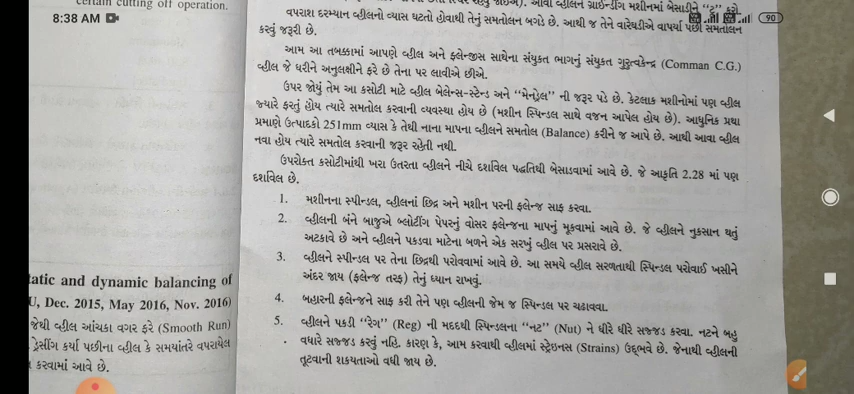 certain cutting off operation.
8:38 AM
90
વપરાશ દરમ્યાન વ્હીલનો વ્યાસ ઘટતો હોવાથી તેનું સમતોલન બગડે છે. આથી જ તેને વારેઘડીએ વાપર્યા પછી સમતોલન
કરવું જરૂરી છે.
આમ આ તબક્કામાં આપણે વ્હીલ અને ફ્લેન્જીસ સાથેના સંયુક્ત ભાગનું સંયુક્ત ગુરુત્વકેન્દ્ર (Comman C.G.)
વ્હીલ જે ધરીને અનુલક્ષીને ફરે છે તેના પર લાવીએ છીએ.
ઉપર જોયું તેમ આ કસોટી માટે વ્હીલ બેલેન્સ-સ્ટેન્ડ અને “મેન્ડ્રેલ” ની જરૂર પડે છે. કેટલાક મશીનોમાં પણ વ્હીલ
જ્યારે ફરતું હોય ત્યારે સમતોલ કરવાની વ્યવસ્થા હોય છે (મશીન સ્પિન્ડલ સાથે વજન આપેલ હોય છે). આધુનિક પ્રથા
પ્રમાણે ઉત્પાદકો 251mm વ્યાસ કે તેથી નાના માપના વ્હીલને સમતોલ (Balance) કરીને જ આપે છે. આથી આવા વ્હીલ
નવા હોય ત્યારે સમતોલ કરવાની જરૂર રહેતી નથી.
ઉપરોક્ત કસોટીમાંથી ખરા ઉતરતા વ્હીલને નીચે દર્શાવેલ પદ્ધતિથી બેસાડવામાં આવે છે. જે આકૃતિ 2.28 માં પણ
દર્શાવેલ છે.
1. મશીનના સ્પીન્ડલ, વ્હીલનાં છિદ્ર અને મશીન પરની ફ્લેન્જ સાફ કરવા.
2. વ્હીલની બંને બાજુએ બ્લોટીંગ પેપરનું વોસર ફ્લેન્જના માપનું મૂકવામાં આવે છે. જે વ્હીલને નુકસાન થતું
અટકાવે છે અને વ્હીલને પકડવા માટેના બળને એક સરખું વ્હીલ પર પ્રસરાવે છે.
3. વ્હીલને સ્પીન્ડલ પર તેના છિદ્રથી પરોવવામાં આવે છે. આ સમયે વ્હીલ સરળતાથી સ્પિન્ડલ પરોવાઈ ખસીને
અંદર જાય (ફ્લેન્જ તરફ) તેનું ધ્યાન રાખવું.
4. બહારની ફ્લેન્જને સાફ કરી તેને પણ વ્હીલની જેમ જ સ્પિન્ડલ પર ચઢાવવા.
5. વ્હીલને પકડી “રેગ” (Reg) ની મદદથી સ્પિન્ડલના “નટ” (Nut) ને ધીરે ધીરે સજ્જડ કરવા. નટને બહુ
વધારે સજ્જડ કરવું નહિ. કારણ કે, આમ કરવાથી વ્હીલમાં સ્ટ્રેઇનસ (Strains) ઉદ્ભવે છે. જેનાથી વ્હીલની
તૂટવાની શક્યતાઓ વધી જાય છે.
tatic and dynamic balancing of
U, Dec. 2015, May 2016, Nov. 2016)
જેથી વ્હીલ આંચકા વગર ફરે (Smooth Run)
ડ્રેસીંગ કર્યા પછીના વ્હીલ કે સમયાંતરે વપરાયેલ
કરવામાં આવે છે.